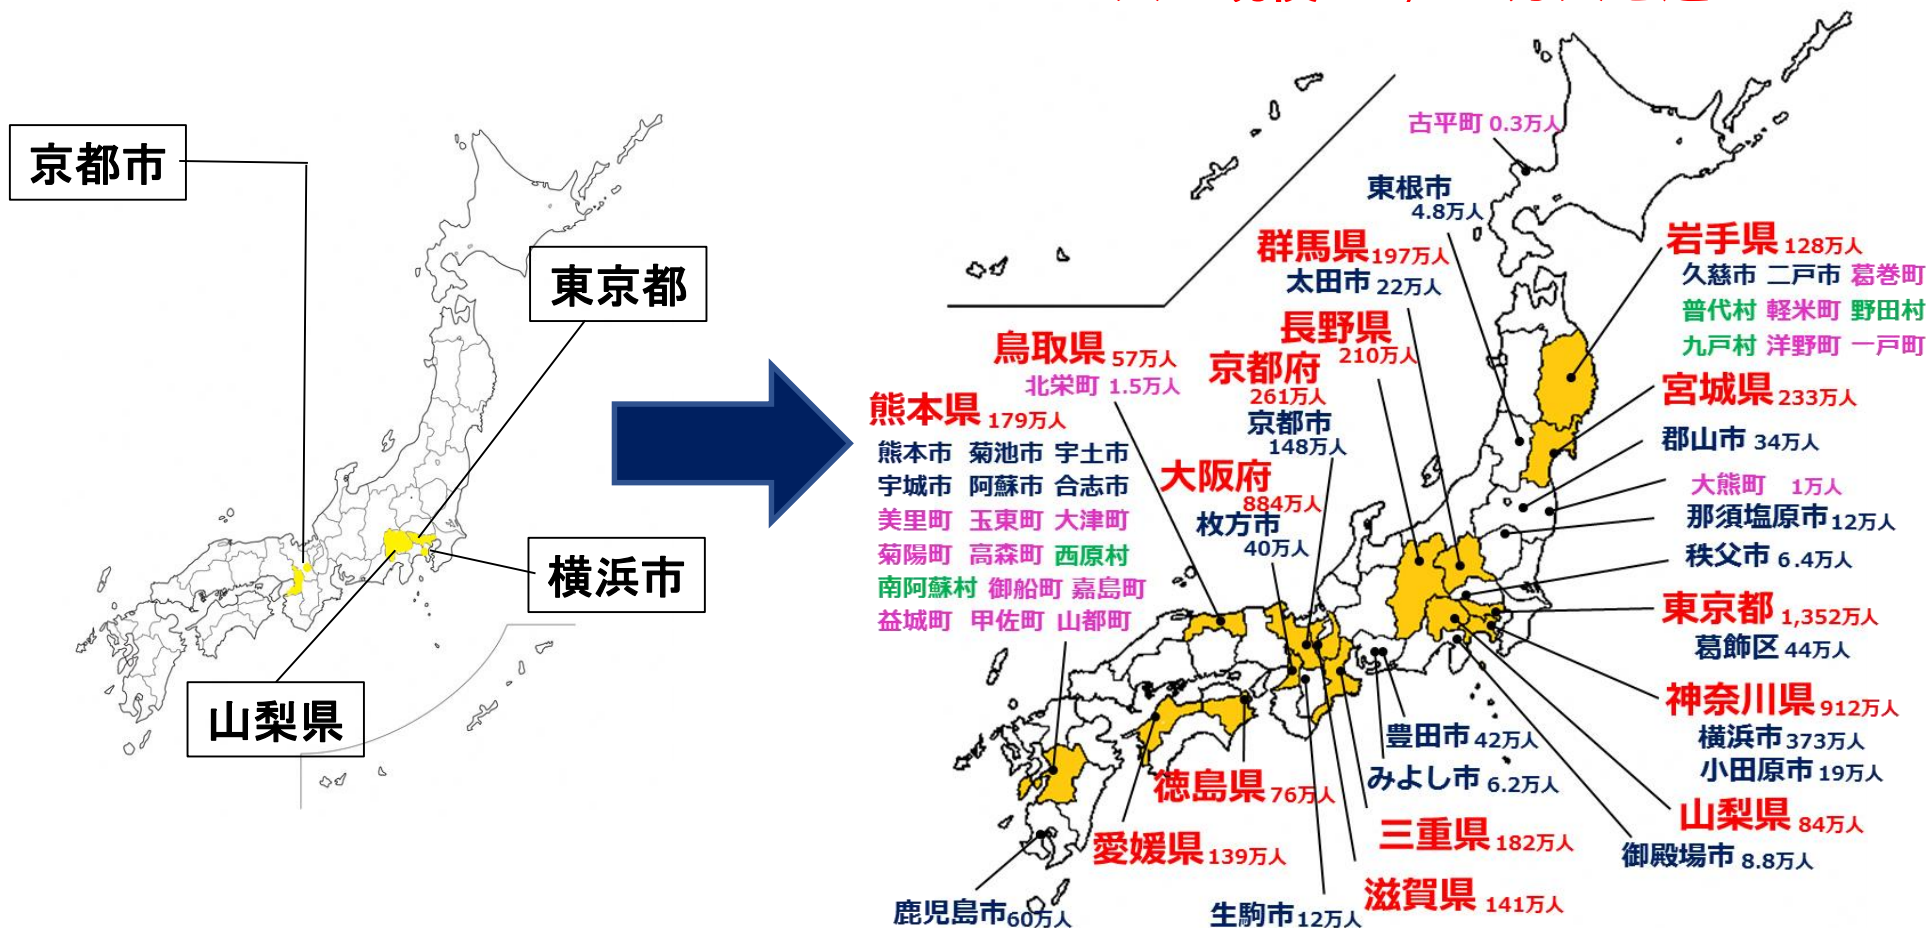 京都市
東京都
横浜市
山梨県
古平町 0.3万人
東根市
4.8万人
群馬県 197万人
太田市 22万人
長野県
210万人
鳥取県 57万人
北栄町 1.5万人
京都府
261万人
京都市
148万人
大阪府
884万人
枚方市
40万人
熊本県 179万人
熊本市 菊池市 宇土市
宇城市 阿蘇市 合志市
美里町 玉東町 大津町
菊陽町 高森町 西原村
南阿蘇村 御船町 嘉島町
益城町 甲佐町 山都町
岩手県 128万人
久慈市 二戸市 葛巻町
普代村 軽米町 野田村
九戸村 洋野町 一戸町
宮城県 233万人
郡山市 34万人
大熊町 1万人
那須塩原市 12万人
秩父市 6.4万人
東京都 1,352万人
葛飾区 44万人
神奈川県 912万人
横浜市 373万人
小田原市 19万人
山梨県 84万人
御殿場市 8.8万人
豊田市 42万人
みよし市 6.2万人
徳島県 76万人
愛媛県 139万人
三重県 182万人
滋賀県 141万人
生駒市 12万人
鹿児島市 60万人